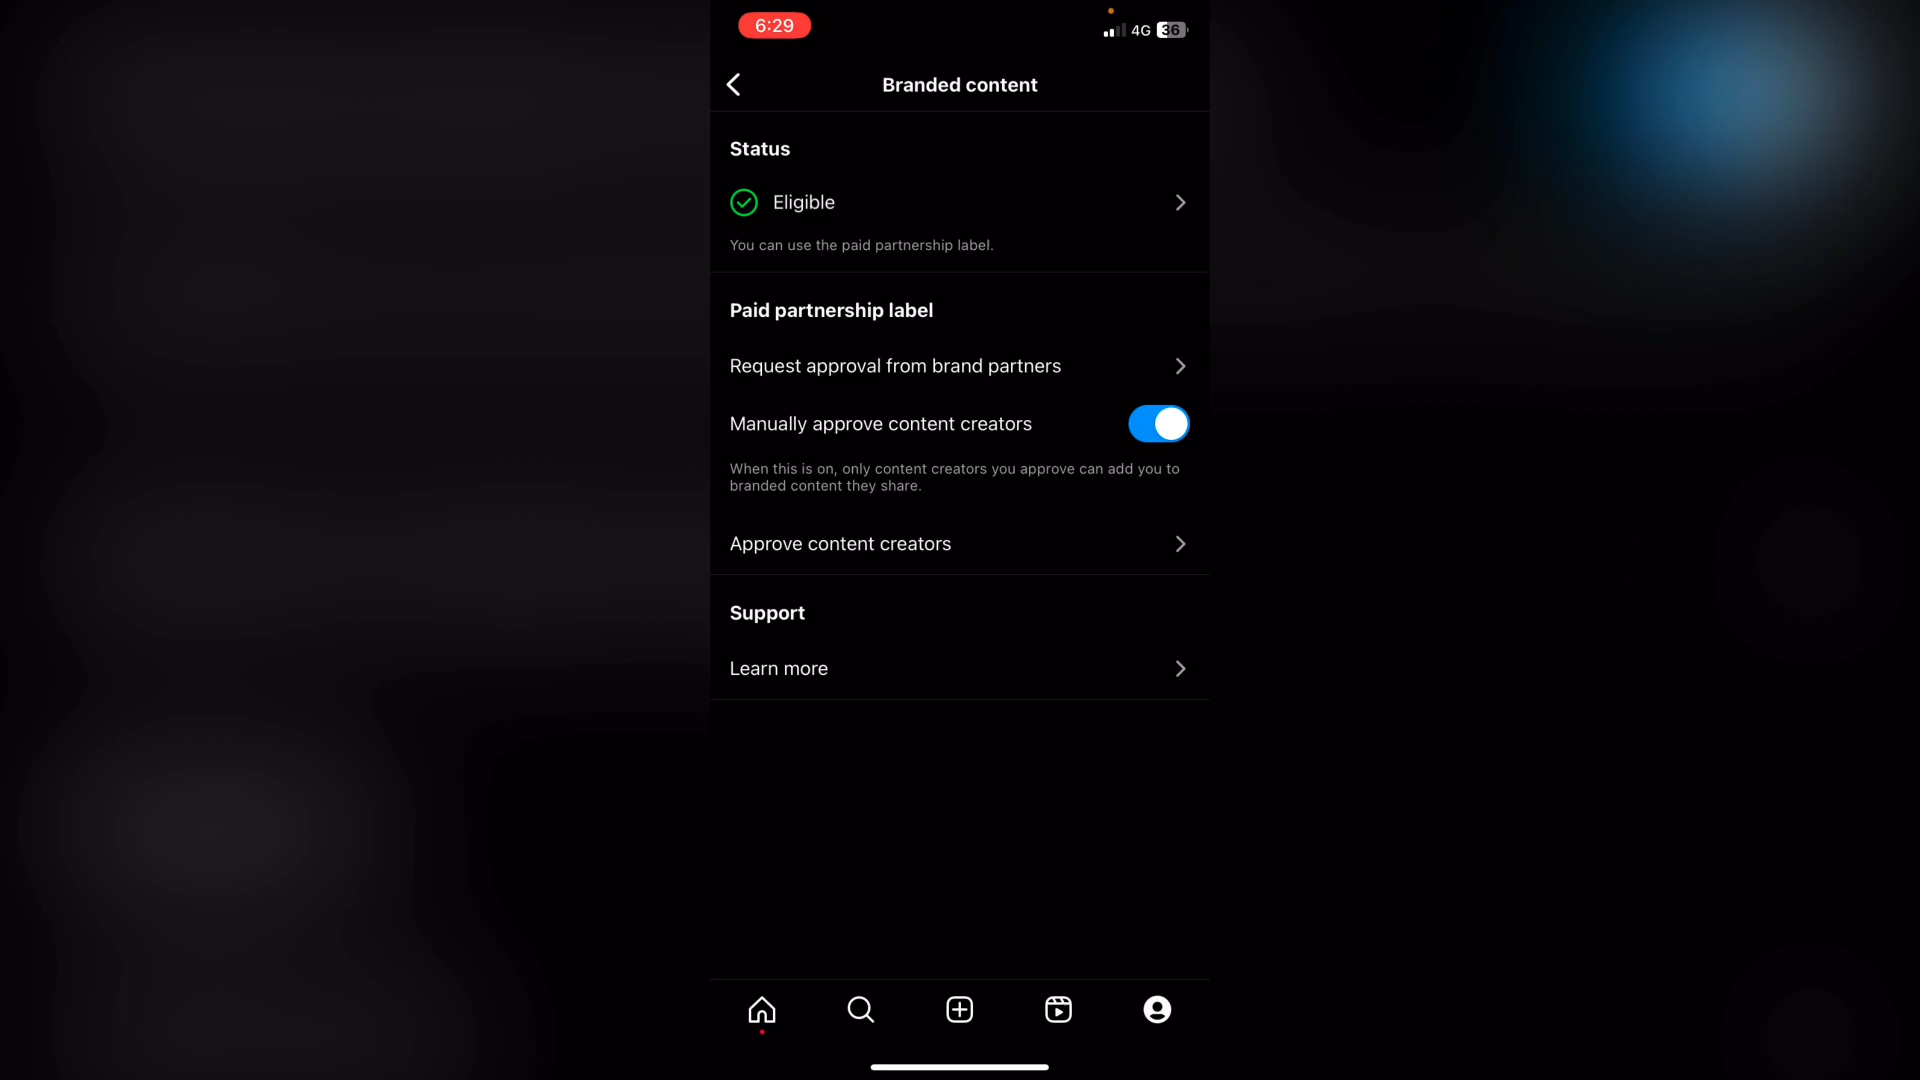 6:29
4G 36
Branded content
Status
Eligible
You can use the paid partnership label.
Paid partnership label
Request approval from brand partners
Manually approve content creators
When this is on, only content creators you approve can add you to
branded content they share.
Approve content creators
Support
Learn more